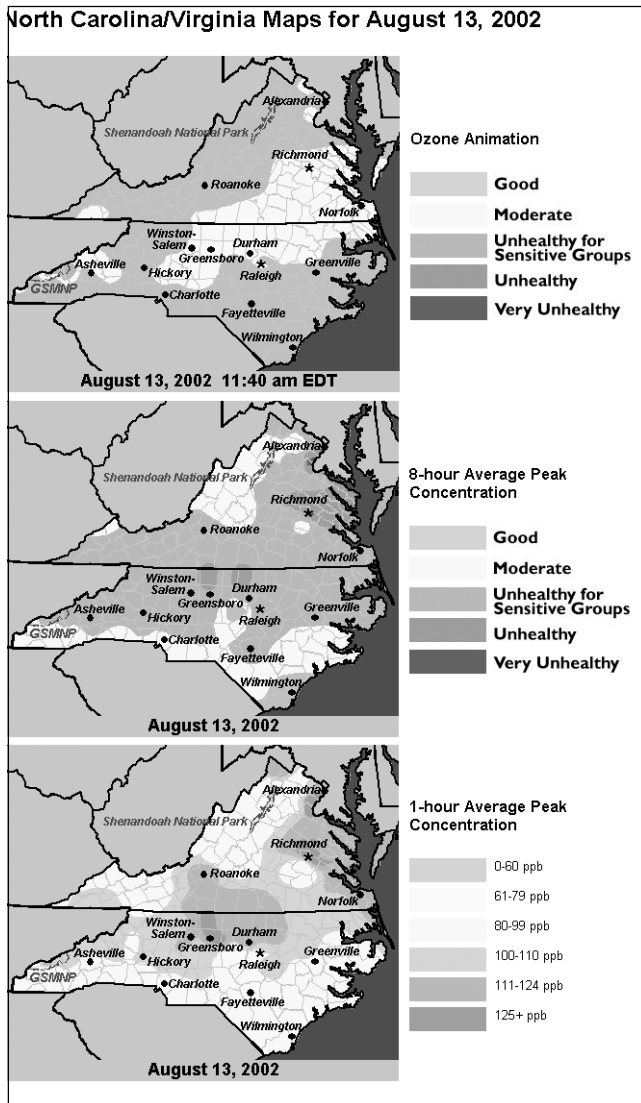 North Carolina/Virginia Maps for August 13, 2002
Alexandria
Shenandoah National Park
Richmond
Roanoke
Norfolk
Winston-
Salem
Greensboro
Durham
Raleigh
Greenville
Asheville
Hickory
GSMNP
Charlotte
Fayetteville
Wilmington
August 13, 2002 11:40 am EDT
Ozone Animation
Good
Moderate
Unhealthy for
Sensitive Groups
Unhealthy
Very Unhealthy
Alexandria
Shenandoah National Park
Richmond
Roanoke
Norfolk
Winston-
Salem
Greensboro
Durham
Raleigh
Greenville
Asheville
Hickory
GSMNP
Charlotte
Fayetteville
Wilmington
August 13, 2002
8-hour Average Peak
Concentration
Good
Moderate
Unhealthy for
Sensitive Groups
Unhealthy
Very Unhealthy
Alexandria
Shenandoah National Park
Richmond
Roanoke
Norfolk
Winston-
Salem
Greensboro
Durham
Raleigh
Greenville
Asheville
Hickory
GSMNP
Charlotte
Fayetteville
Wilmington
August 13, 2002
1-hour Average Peak
Concentration
0-60 ppb
61-79 ppb
80-99 ppb
100-110 ppb
111-124 ppb
125+ ppb